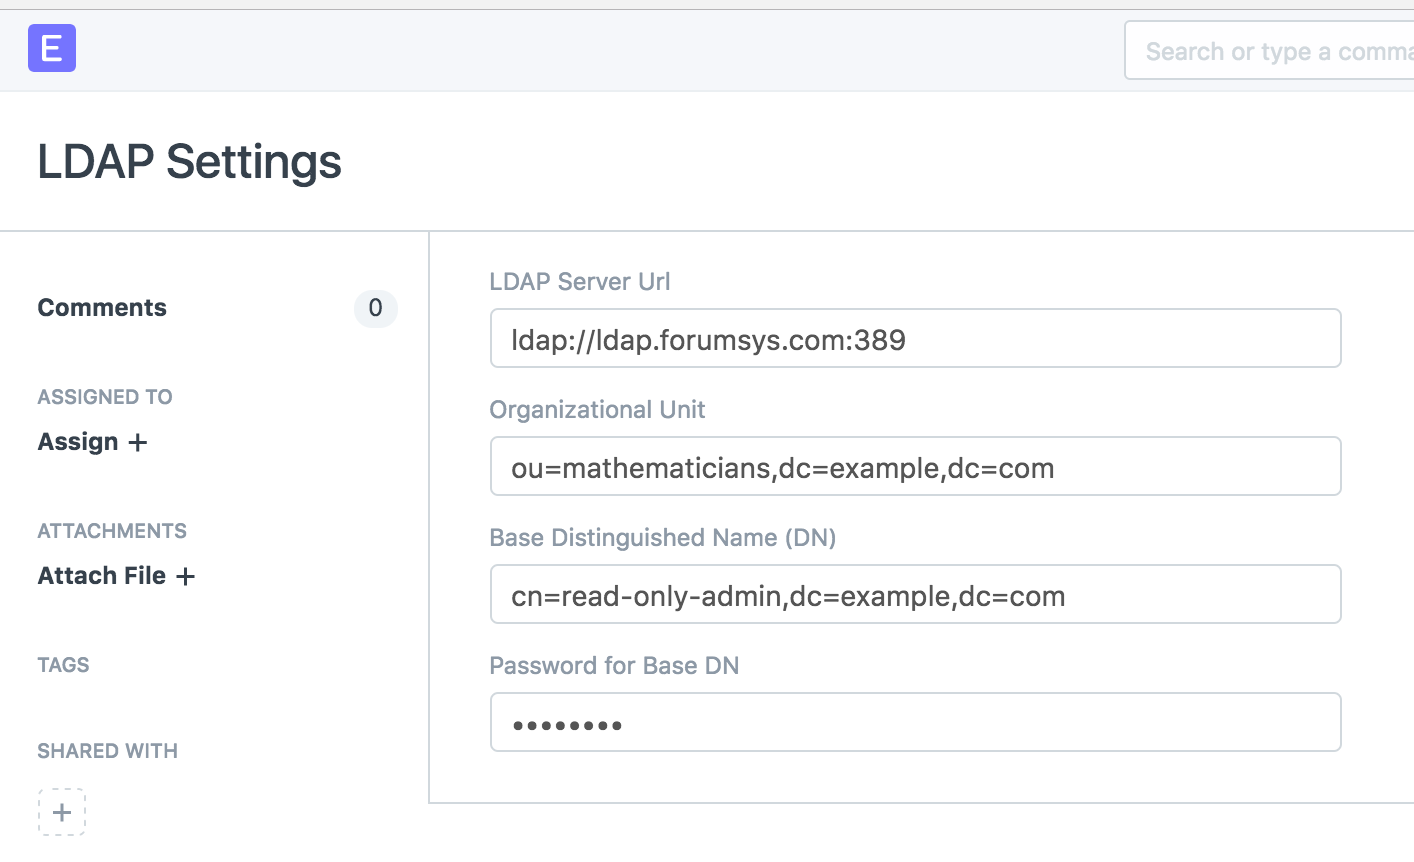 E
Search or type a comma
LDAP Settings
Comments 0
ASSIGNED TO
Assign +
ATTACHMENTS
Attach File +
TAGS
SHARED WITH
+
LDAP Server Url
ldap://ldap.forumsys.com:389
Organizational Unit
ou=mathematicians,dc=example,dc=com
Base Distinguished Name (DN)
cn=read-only-admin,dc=example,dc=com
Password for Base DN
••••••••